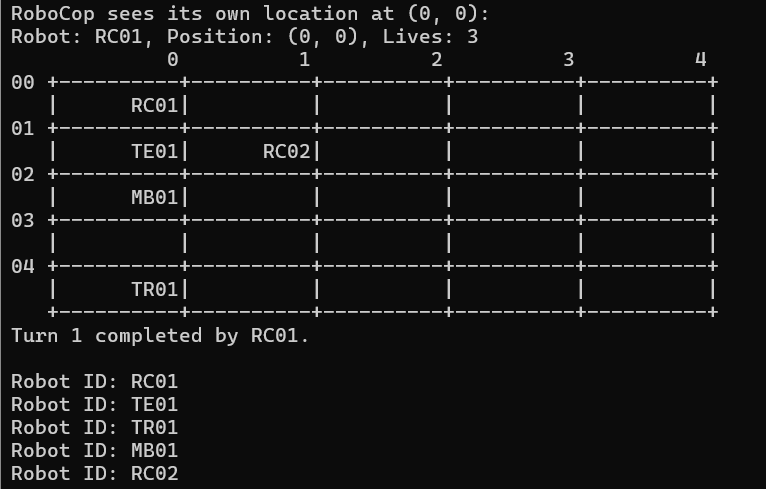 RoboCop sees its own location at (0, 0):
Robot: RC01, Position: (0, 0), Lives: 3
             0          1          2          3          4
00 +----------+----------+----------+----------+----------+
   |      RC01|          |          |          |          |
01 +----------+----------+----------+----------+----------+
   |      TE01|      RC02|          |          |          |
02 +----------+----------+----------+----------+----------+
   |      MB01|          |          |          |          |
03 +----------+----------+----------+----------+----------+
   |          |          |          |          |          |
04 +----------+----------+----------+----------+----------+
   |      TR01|          |          |          |          |
   +----------+----------+----------+----------+----------+
Turn 1 completed by RC01.

Robot ID: RC01
Robot ID: TE01
Robot ID: TR01
Robot ID: MB01
Robot ID: RC02